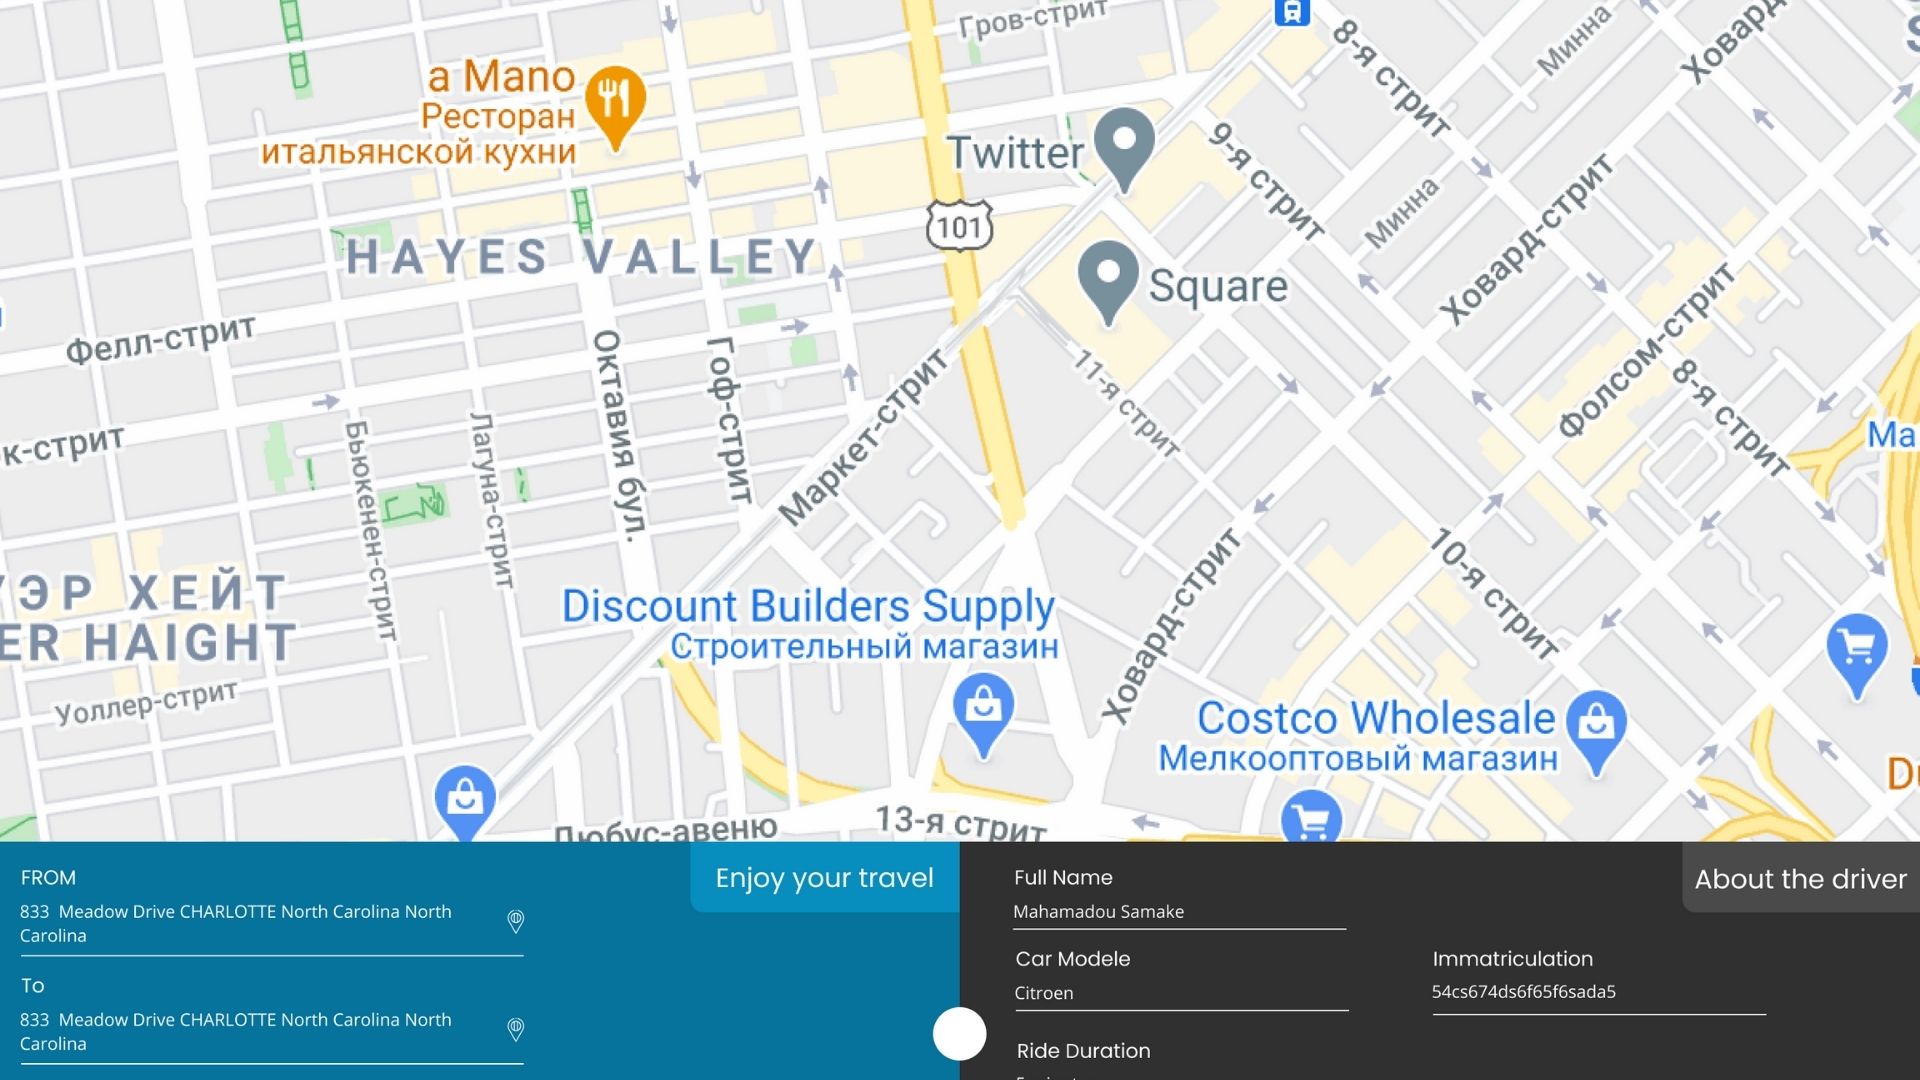 Гров-стрит
8-я стрит
Минна
Ховард
a Mano
Ресторан
итальянской кухни
Twitter
9-я стрит
Минна
Ховард-стрит
101
HAYES VALLEY
Square
Фелл-стрит
Октавия бул.
Гоф-стрит
Маркет-стрит
11-я стрит
Фолсом-стрит
8-я стрит
к-стрит
Бьюкенен-стрит
Лагуна-стрит
Ma
УЭР ХЕЙТ
ER HAIGHT
Discount Builders Supply
Строительный магазин
Ховард-стрит
10-я стрит
Уоллер-стрит
Costco Wholesale
Мелкооптовый магазин
13-я стрит
FROM
833 Meadow Drive CHARLOTTE North Carolina North
Carolina
To
833 Meadow Drive CHARLOTTE North Carolina North
Carolina
Enjoy your travel
About the driver
Full Name
Mahamadou Samake
Car Modele
Citroen
Immatriculation
54cs674ds6f65f6sada5
Ride Duration